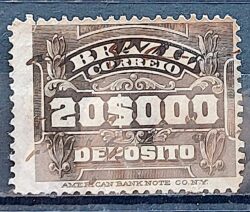 BRAZIL
CORREIO
20$000
DEPOSITO
AMERICAN BANK NOTE CO. N.Y.